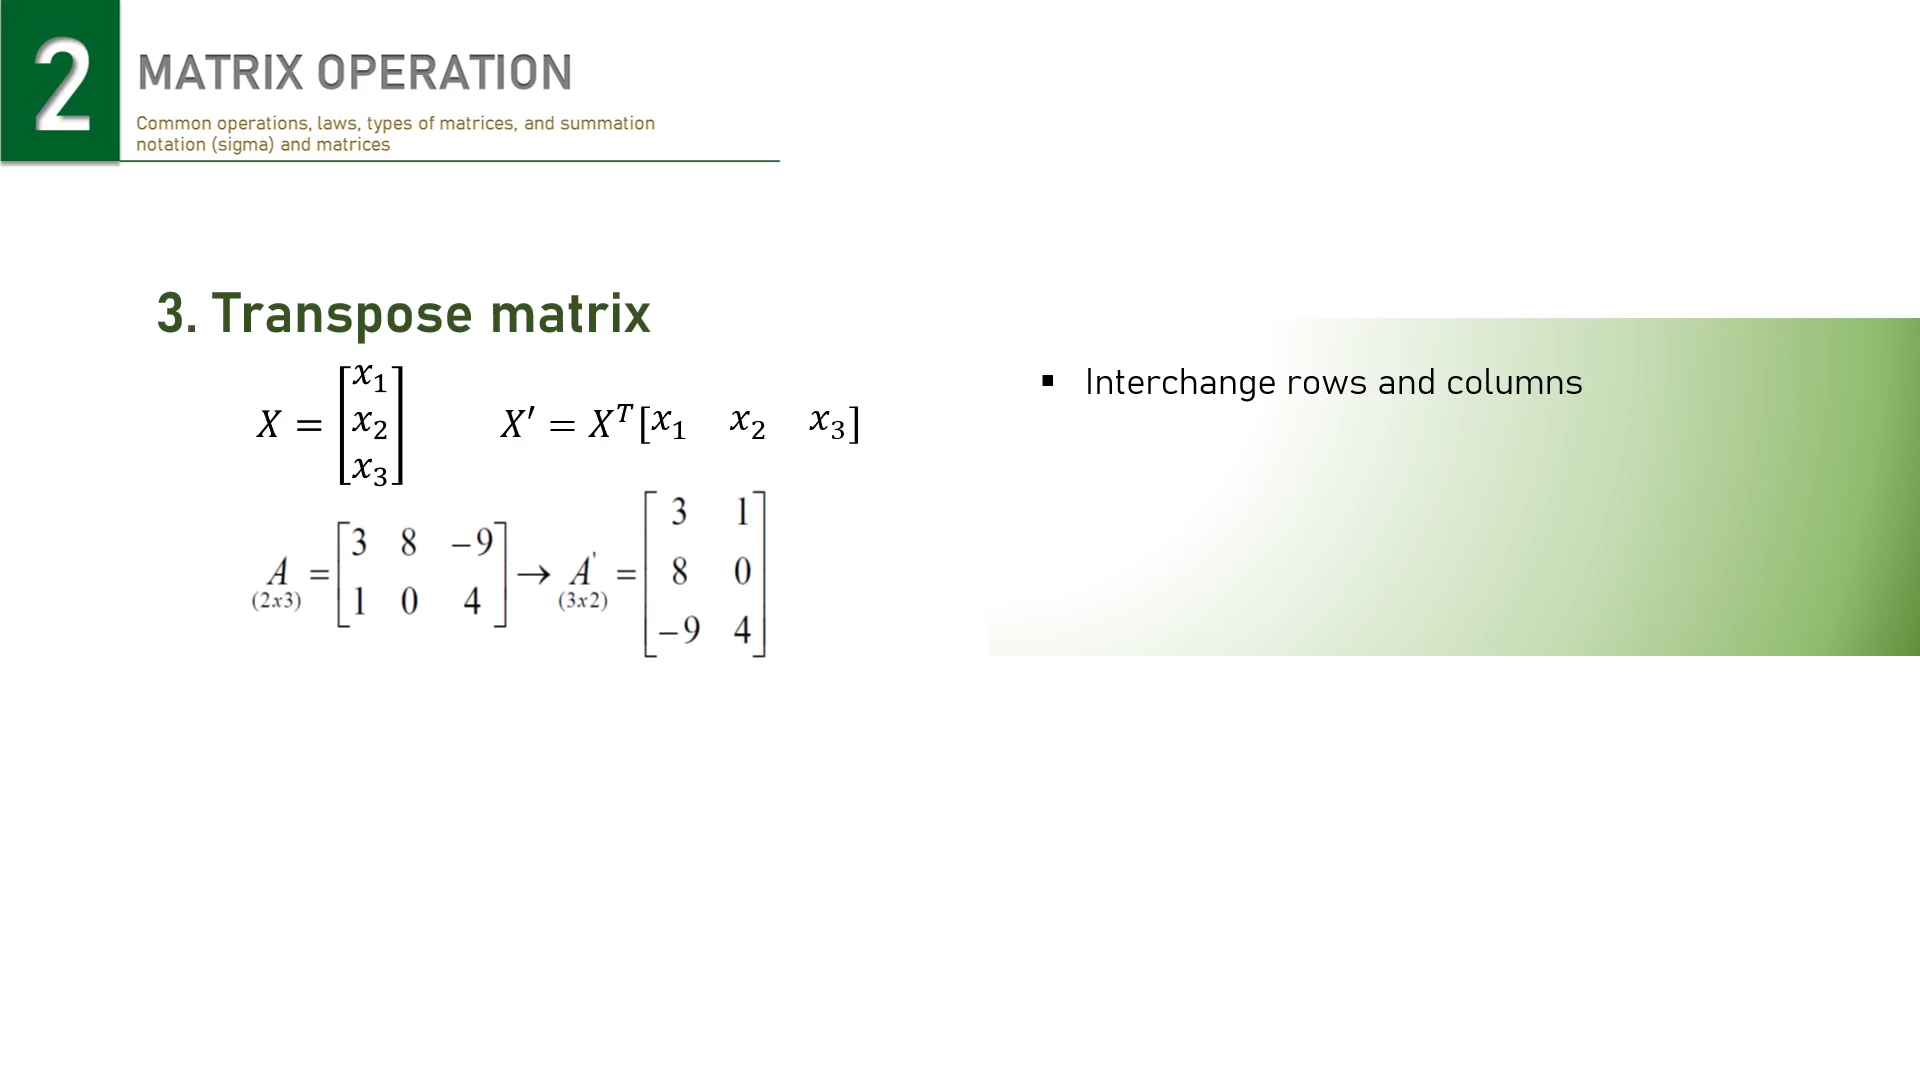 2
MATRIX OPERATION
Common operations, laws, types of matrices, and summation
notation (sigma) and matrices
3. Transpose matrix
X = [x₁
x₂
x₃]
X′ = Xᵀ[x₁ x₂ x₃]
A = [3 8 −9
(2x3) 1 0 4]
→ A' = [3 1
(3x2) 8 0
−9 4]
▪ Interchange rows and columns